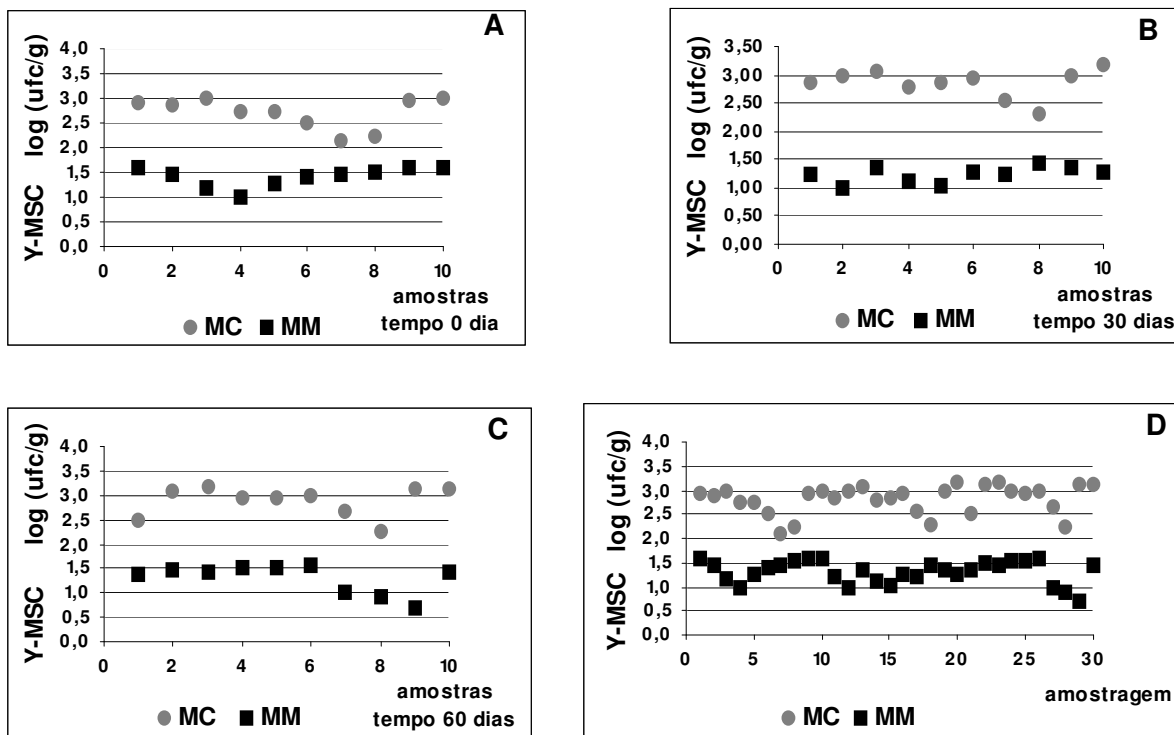 A
Y-MSC log (ufc/g)
4,0
3,5
3,0
2,5
2,0
1,5
1,0
0,5
0,0
0 2 4 6 8 10
amostras
MC MM tempo 0 dia
B
Y-MSC log (ufc/g)
3,50
3,00
2,50
2,00
1,50
1,00
0,50
0,00
0 2 4 6 8 10
amostras
MC MM tempo 30 dias
C
Y-MSC log (ufc/g)
4,0
3,5
3,0
2,5
2,0
1,5
1,0
0,5
0,0
0 2 4 6 8 10
amostras
MC MM tempo 60 dias
D
Y-MSC log (ufc/g)
4,0
3,5
3,0
2,5
2,0
1,5
1,0
0,5
0,0
0 5 10 15 20 25 30
amostragem
MC MM